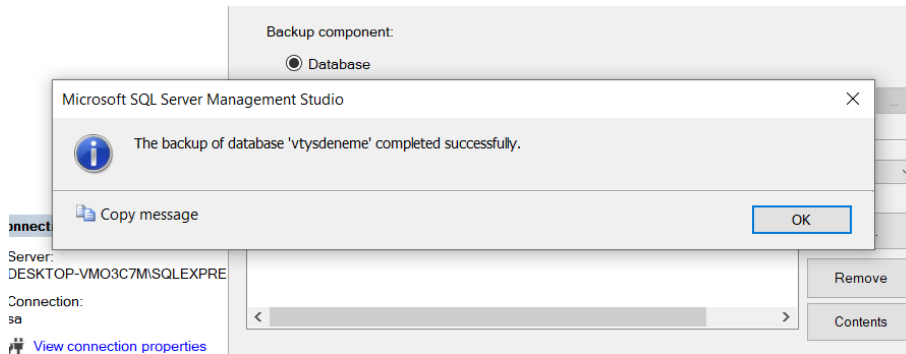 Backup component:
Database
Microsoft SQL Server Management Studio
...
The backup of database 'vtysdeneme' completed successfully.
Copy message
OK
onnect
Server:
DESKTOP-VMO3C7M\SQLEXPRE
Connection:
sa
View connection properties
Remove
Contents